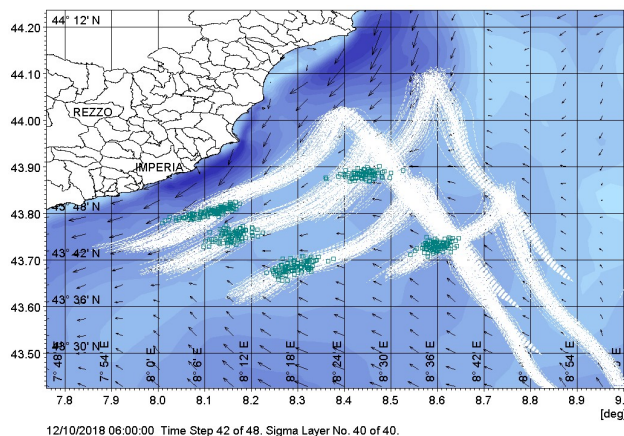 44.20
44° 12' N
44.10
REZZO
44.00
IMPERIA
43.90
43° 48' N
43.80
43° 42' N
43.70
43° 36' N
43.60
43° 30' N
43.50
7° 48'
7° 54' E
8° 0' E
8° 6' E
8° 12' E
8° 18' E
8° 24' E
8° 30' E
8° 36' E
8° 42' E
8° 48' E
8° 54' E
7.8 7.9 8.0 8.1 8.2 8.3 8.4 8.5 8.6 8.7 8.8 8.9 9.
[deg]
12/10/2018 06:00:00 Time Step 42 of 48. Sigma Layer No. 40 of 40.